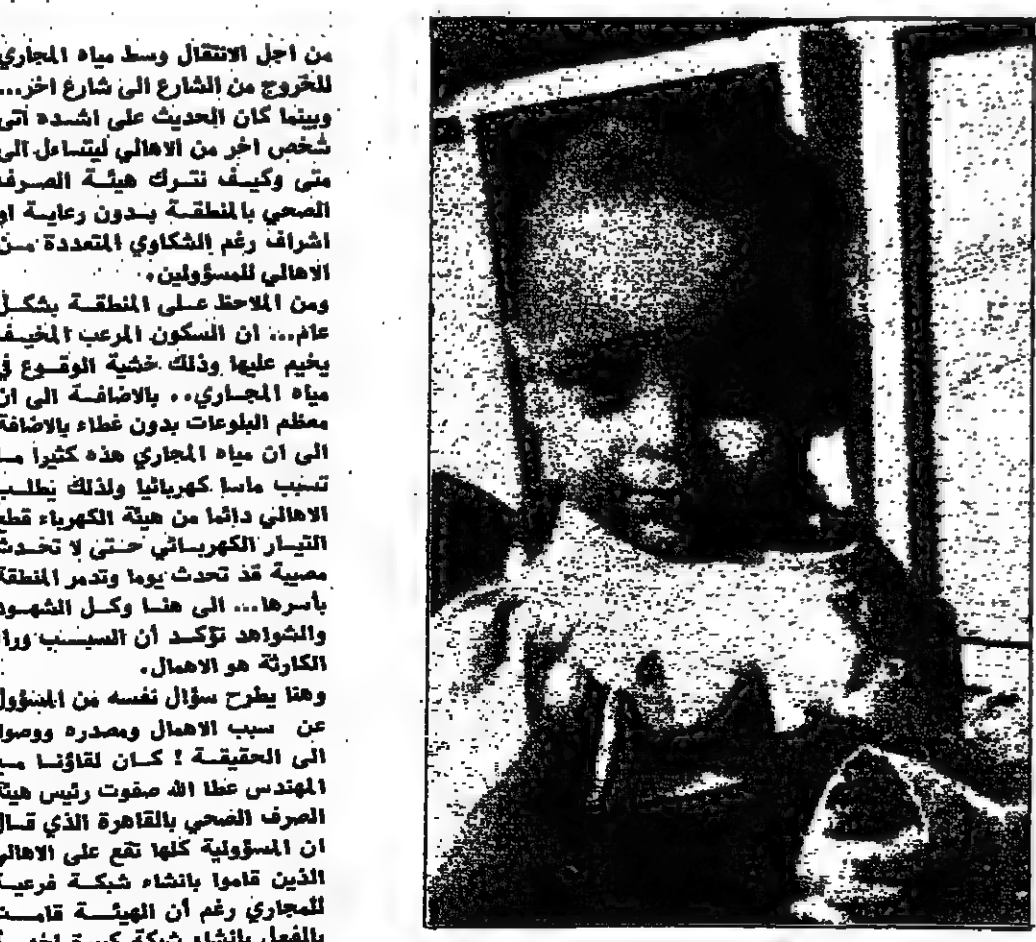 من اجل الانتقال وسط مياه المجاري
للخروج من الشارع الى شارع اخر...
وبينما كان الحديث على اشده أتى
شخص اخر من الاهالي ليتساءل الى
متى وكيف نترك هيئة الصرف
الصحي بالمنطقة بدون رعاية او
اشراف رغم الشكاوي المتعددة من
الاهالي للمسؤولين.
ومن الملاحظ على المنطقة بشكل
عام... ان السكون المرعب المخيف
يخيم عليها وذلك خشية الوقوع في
مياه المجاري.. بالاضافة الى ان
معظم البلوعات بدون غطاء بالاضافة
الى ان مياه المجاري هذه كثيرا ما
تسبب ماسا كهربائيا ولذلك يطلب
الاهالي دائما من هيئة الكهرباء قطع
التيار الكهربائي حتى لا تحدث
مصيبة قد تحدث يوما وتدمر المنطقة
بأسرها... الى هنا وكل الشهود
والشواهد تؤكد أن السبب ورا
الكارثة هو الاهمال.
وهنا يطرح سؤال نفسه من المسؤول
عن سبب الاهمال ومصدره ووصولا
الى الحقيقة ! كان لقاؤنا مع
المهندس عطا الله صفوت رئيس هيئة
الصرف الصحي بالقاهرة الذي قال
ان المسؤولية كلها تقع على الاهالي
الذين قاموا بانشاء شبكة فرعية
للمجاري رغم أن الهيئة قامت
بالفعل بانشاء شبكة كبيرة